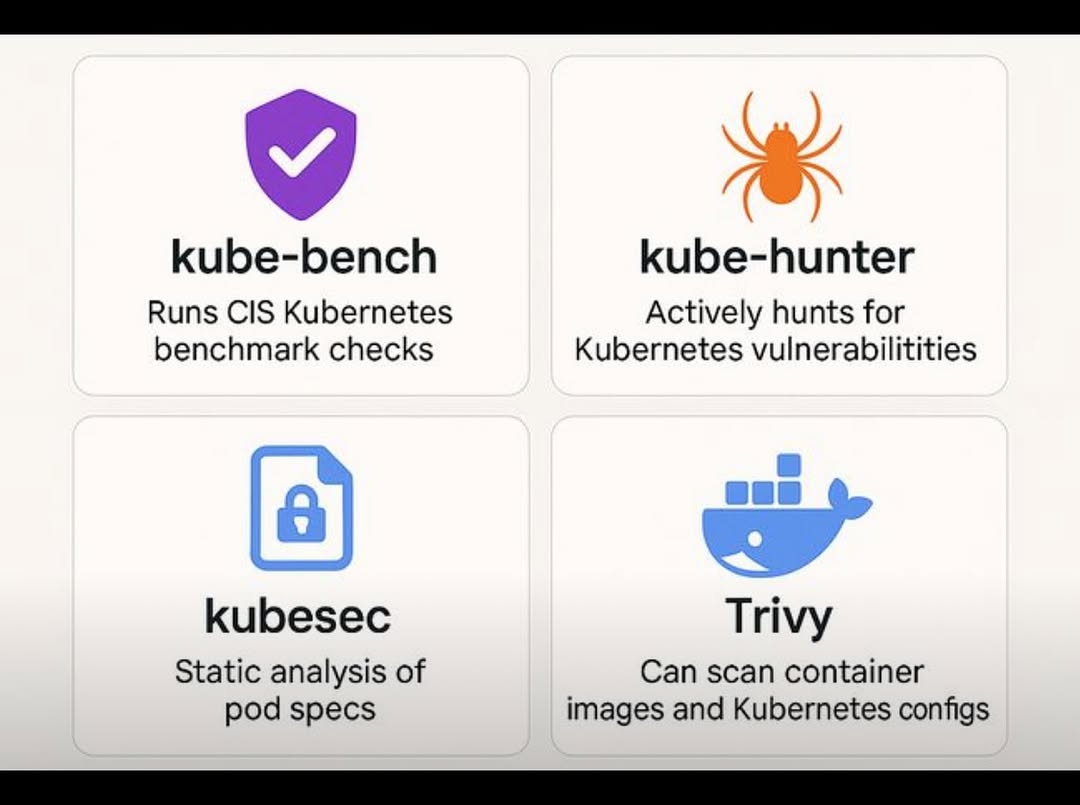 kube-bench
Runs CIS Kubernetes
benchmark checks
kube-hunter
Actively hunts for
Kubernetes vulnerabilitities
kubesec
Static analysis of
pod specs
Trivy
Can scan container
images and Kubernetes configs